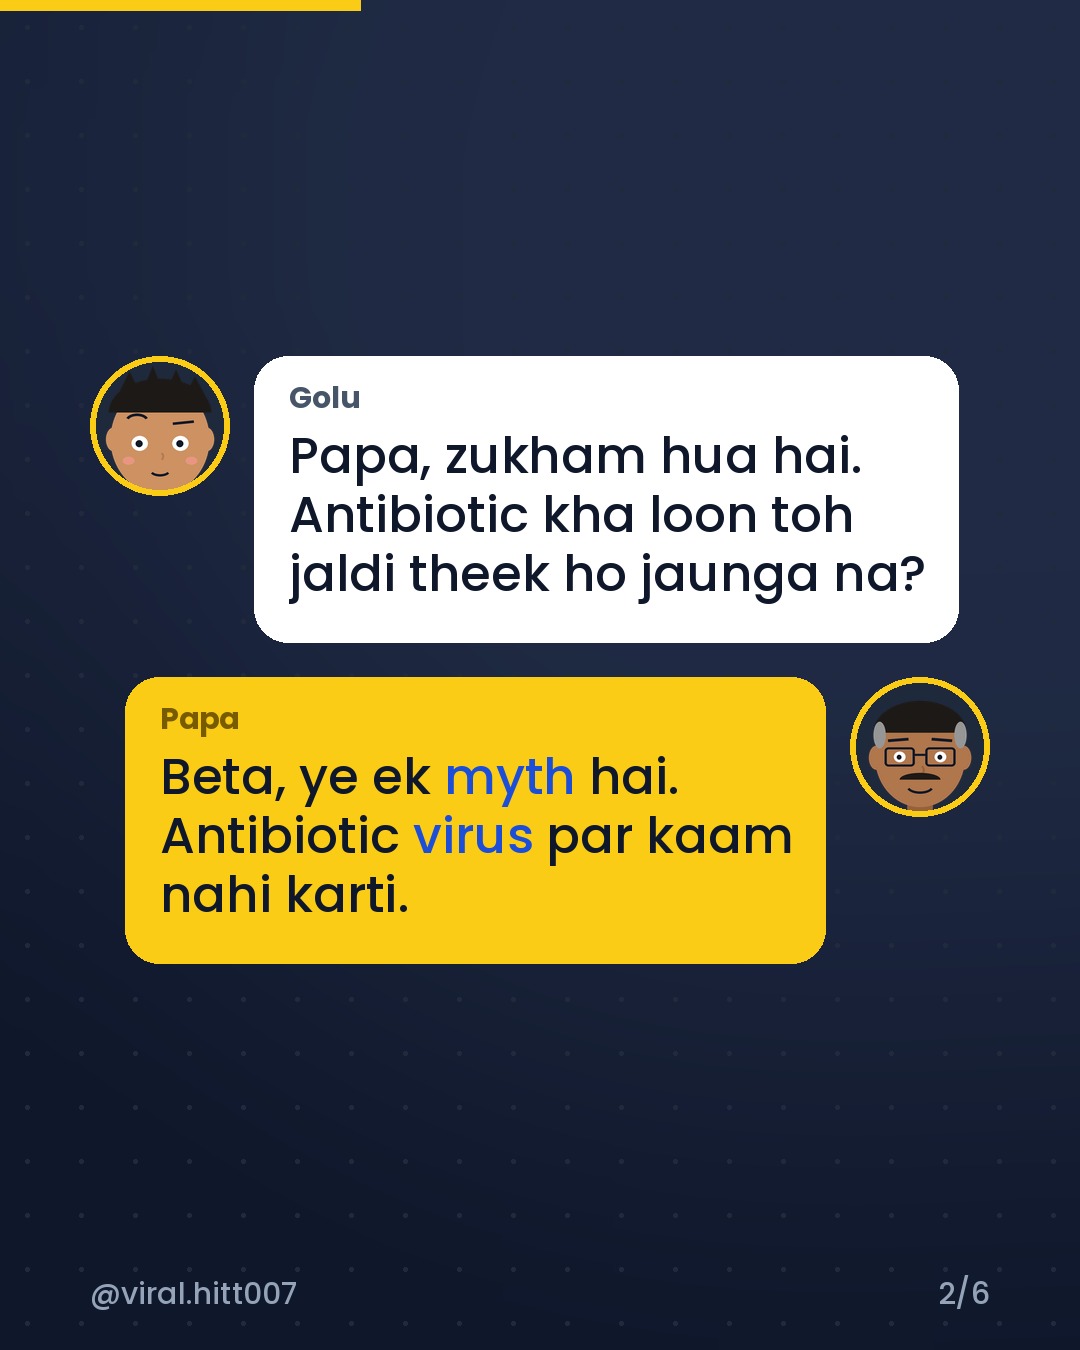 Golu
Papa, zukham hua hai.
Antibiotic kha loon toh
jaldi theek ho jaunga na?
Papa
Beta, ye ek myth hai.
Antibiotic virus par kaam
nahi karti.
@viral.hitt007
2/6